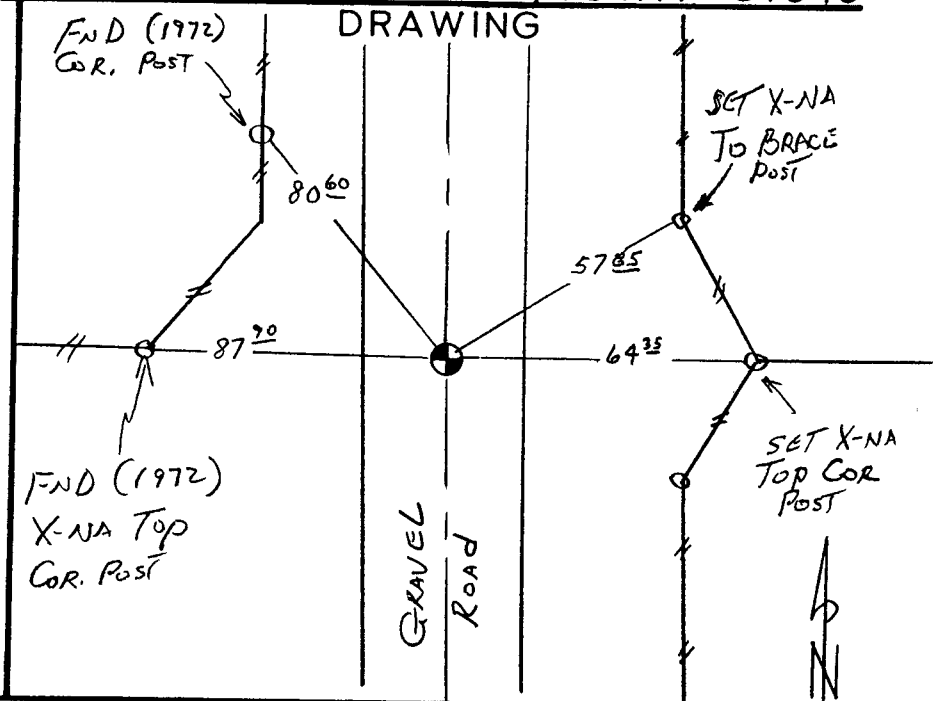 DRAWING
FND (1972)
COR. POST
SET X-NA
TO BRACE
POST
80 60
57 85
87 90
64 35
FND (1972)
X-NA TOP
COR. POST
SET X-NA
TOP COR
POST
GRAVEL
ROAD
N